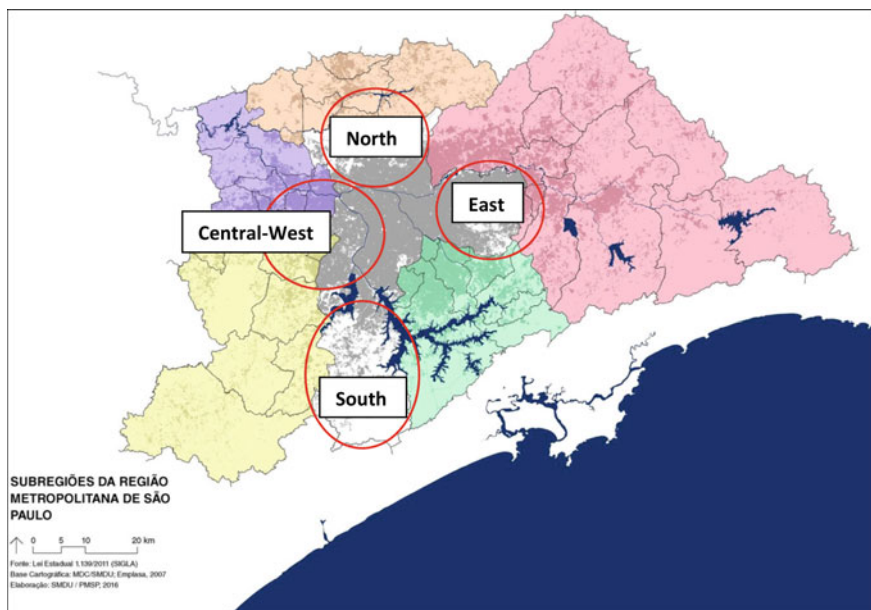 North
East
Central-West
South
SUBREGIÕES DA REGIÃO
METROPOLITANA DE SÃO
PAULO
0 5 10 20 km
Fonte: Lei Estadual 1.139/2011 (SIGLA)
Base Cartográfica: MDC/SMDU; Emplasa, 2007
Elaboração: SMDU / PMSP, 2016